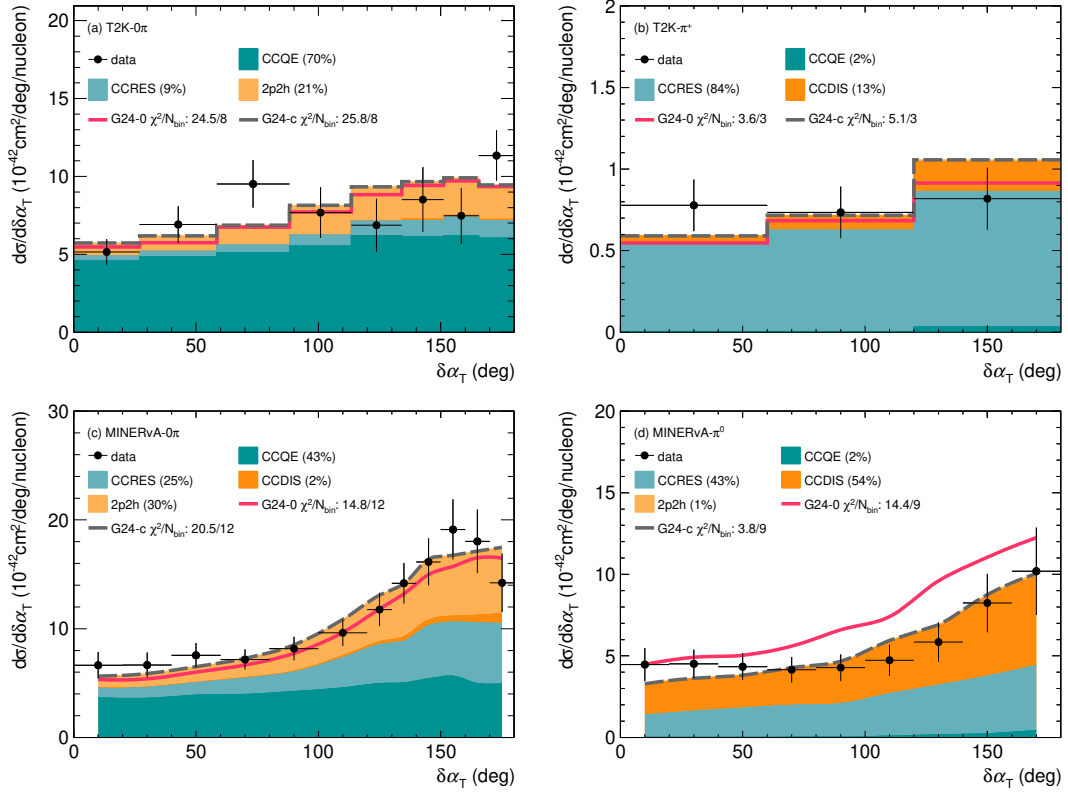 (a) T2K-0π
data
CCQE (70%)
CCRES (9%)
2p2h (21%)
G24-0 χ²/N_bin: 24.5/8
G24-c χ²/N_bin: 25.8/8
dσ/dδα_T (10⁻⁴²cm²/deg/nucleon)
20
15
10
5
0
0
50
100
150
δα_T (deg)
(b) T2K-π⁺
data
CCQE (2%)
CCRES (84%)
CCDIS (13%)
G24-0 χ²/N_bin: 3.6/3
G24-c χ²/N_bin: 5.1/3
dσ/dδα_T (10⁻⁴²cm²/deg/nucleon)
2
1.5
1
0.5
0
0
50
100
150
δα_T (deg)
(c) MINERvA-0π
data
CCQE (43%)
CCRES (25%)
CCDIS (2%)
2p2h (30%)
G24-0 χ²/N_bin: 14.8/12
G24-c χ²/N_bin: 20.5/12
dσ/dδα_T (10⁻⁴²cm²/deg/nucleon)
30
20
10
0
0
50
100
150
δα_T (deg)
(d) MINERvA-π⁰
data
CCQE (2%)
CCRES (43%)
CCDIS (54%)
2p2h (1%)
G24-0 χ²/N_bin: 14.4/9
G24-c χ²/N_bin: 3.8/9
dσ/dδα_T (10⁻⁴²cm²/deg/nucleon)
20
15
10
5
0
0
50
100
150
δα_T (deg)